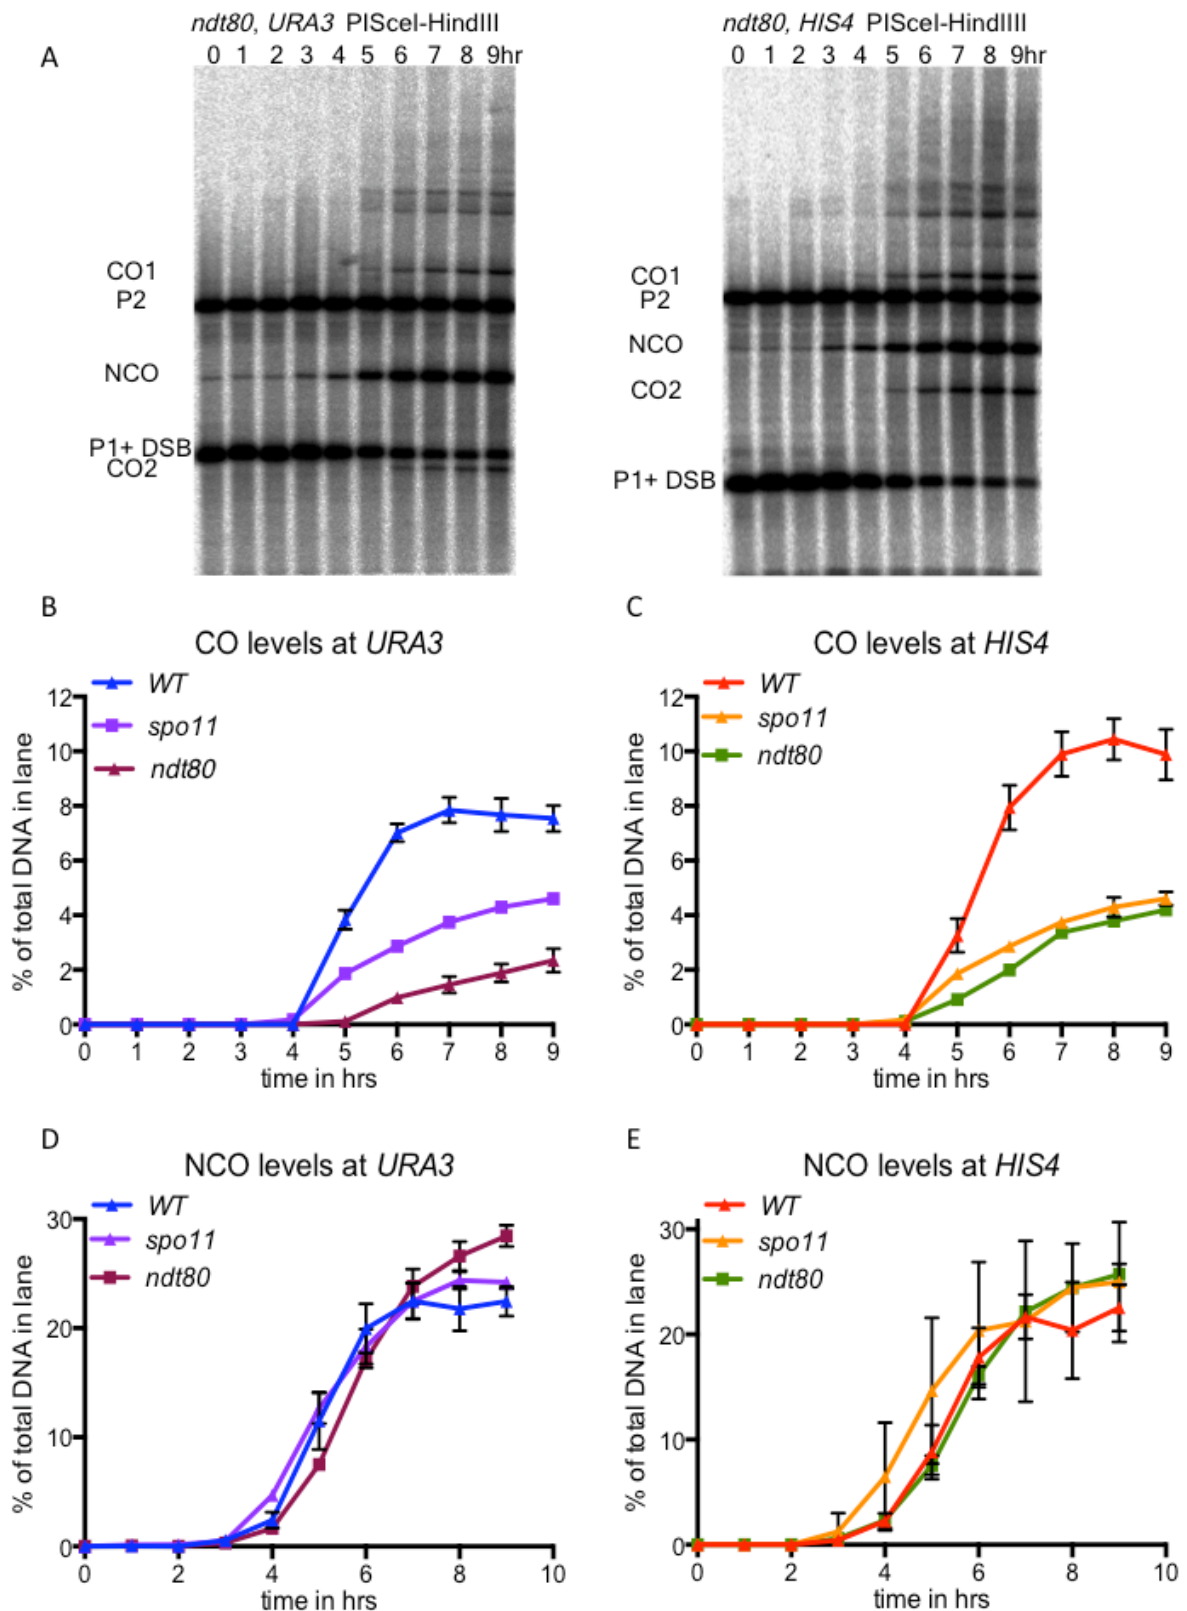 A
ndt80, URA3 PISceI-HindIII
0 1 2 3 4 5 6 7 8 9hr
CO1
P2
NCO
P1+ DSB
CO2
ndt80, HIS4 PISceI-HindIIII
0 1 2 3 4 5 6 7 8 9hr
CO1
P2
NCO
CO2
P1+ DSB
B
CO levels at URA3
WT
spo11
ndt80
% of total DNA in lane
12
10
8
6
4
2
0
0 1 2 3 4 5 6 7 8 9
time in hrs
C
CO levels at HIS4
WT
spo11
ndt80
% of total DNA in lane
12
10
8
6
4
2
0
0 1 2 3 4 5 6 7 8 9
time in hrs
D
NCO levels at URA3
WT
spo11
ndt80
% of total DNA in lane
30
20
10
0
0 2 4 6 8 10
time in hrs
E
NCO levels at HIS4
WT
spo11
ndt80
% of total DNA in lane
30
20
10
0
0 2 4 6 8 10
time in hrs